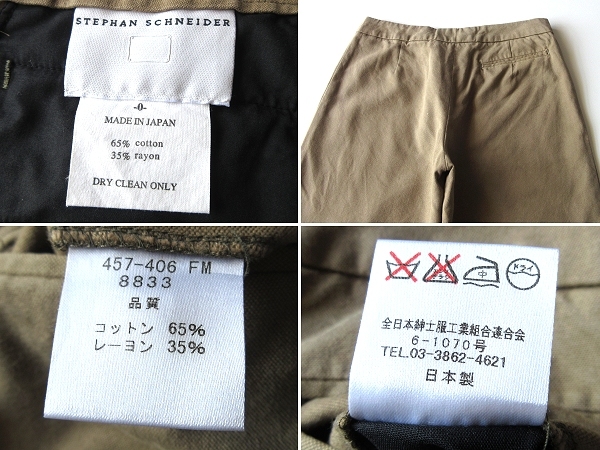 STEPHAN SCHNEIDER
-0-
MADE IN JAPAN
65% cotton
35% rayon
DRY CLEAN ONLY
457-406 FM
8833
品質
コットン 65%
レーヨン 35%
ドライ
全日本紳士服工業組合連合会
6-1070号
TEL.03-3862-4621
日本製